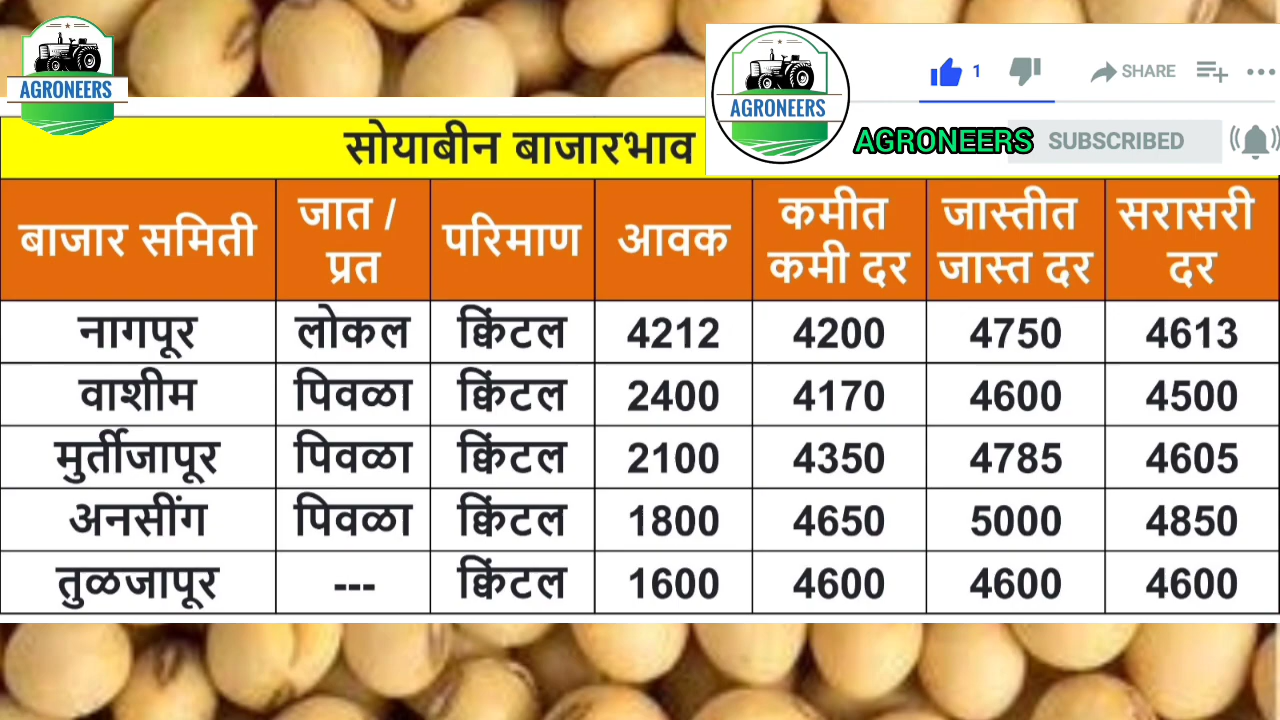 AGRONEERS
AGRONEERS
1
SHARE
AGRONEERS
SUBSCRIBED
सोयाबीन बाजारभाव
बाजार समिती जात / प्रत परिमाण आवक कमीत कमी दर जास्तीत जास्त दर सरासरी दर
नागपूर लोकल क्विंटल 4212 4200 4750 4613
वाशीम पिवळा क्विंटल 2400 4170 4600 4500
मुर्तीजापूर पिवळा क्विंटल 2100 4350 4785 4605
अनसींग पिवळा क्विंटल 1800 4650 5000 4850
तुळजापूर --- क्विंटल 1600 4600 4600 4600